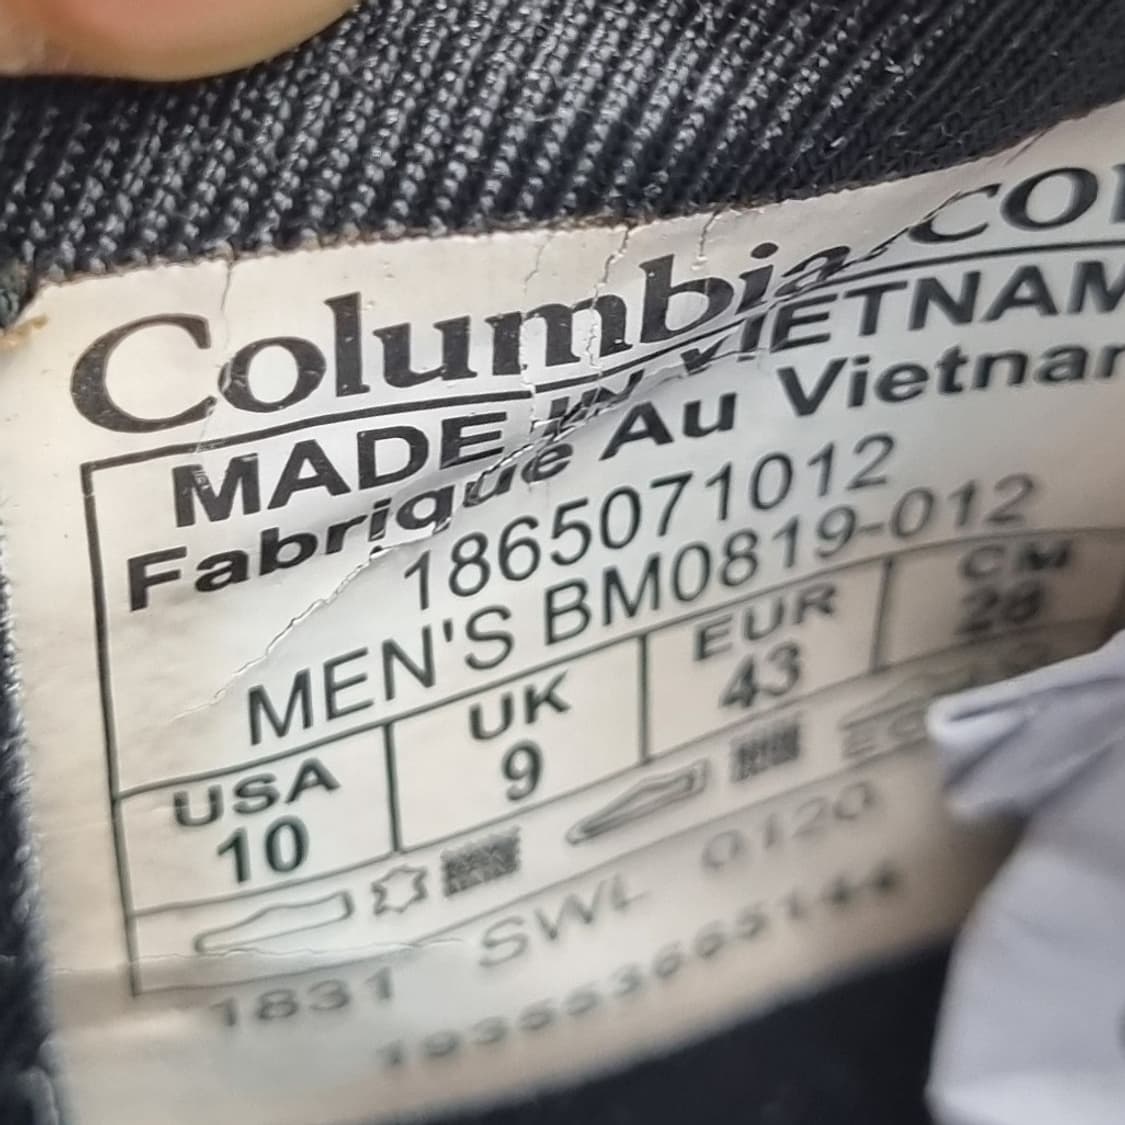 Columbia CO
MADE IN VIETNAM
Fabrique Au Vietnam
1865071012
MEN'S BM0819-012
USA UK EUR CM
10 9 43 28
1831 SWL 0120